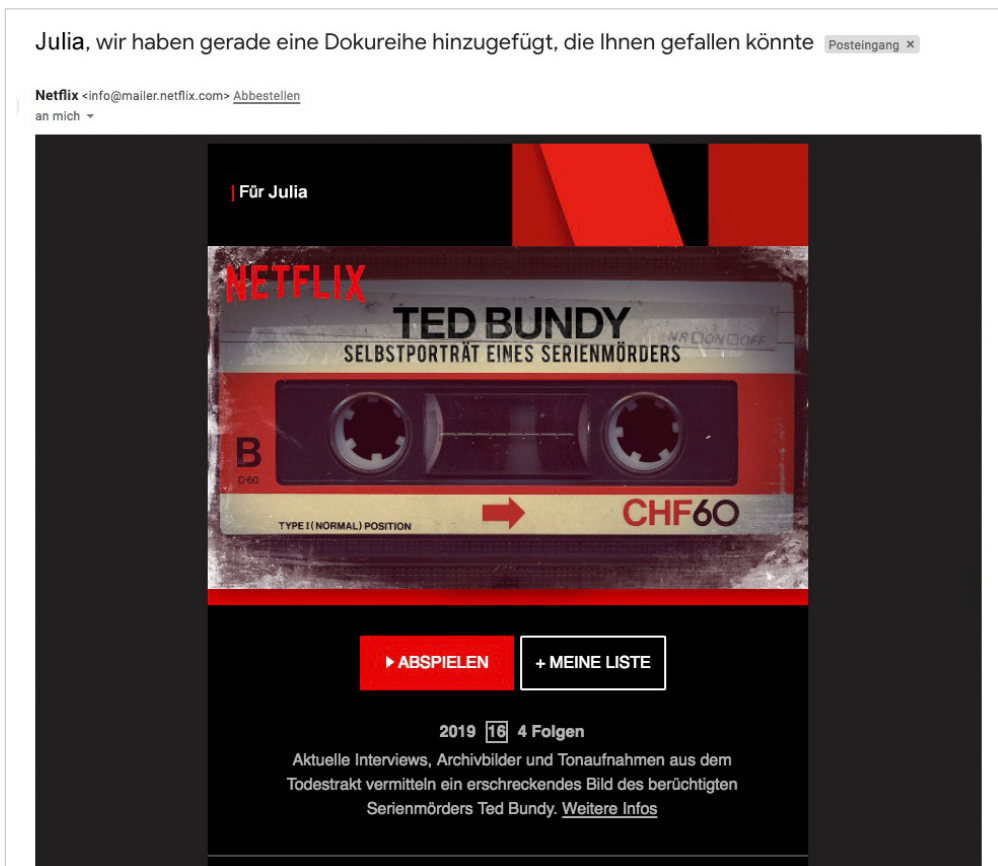 Julia, wir haben gerade eine Dokureihe hinzugefügt, die Ihnen gefallen könnte Posteingang ×
Netflix <info@mailer.netflix.com> Abbestellen
an mich
Für Julia
NETFLIX
TED BUNDY
NR ON OFF
SELBSTPORTRÄT EINES SERIENMÖRDERS
B
C-60
TYPE I (NORMAL) POSITION
CHF60
ABSPIELEN
+ MEINE LISTE
2019 16 4 Folgen
Aktuelle Interviews, Archivbilder und Tonaufnahmen aus dem
Todestrakt vermitteln ein erschreckendes Bild des berüchtigten
Serienmörders Ted Bundy. Weitere Infos